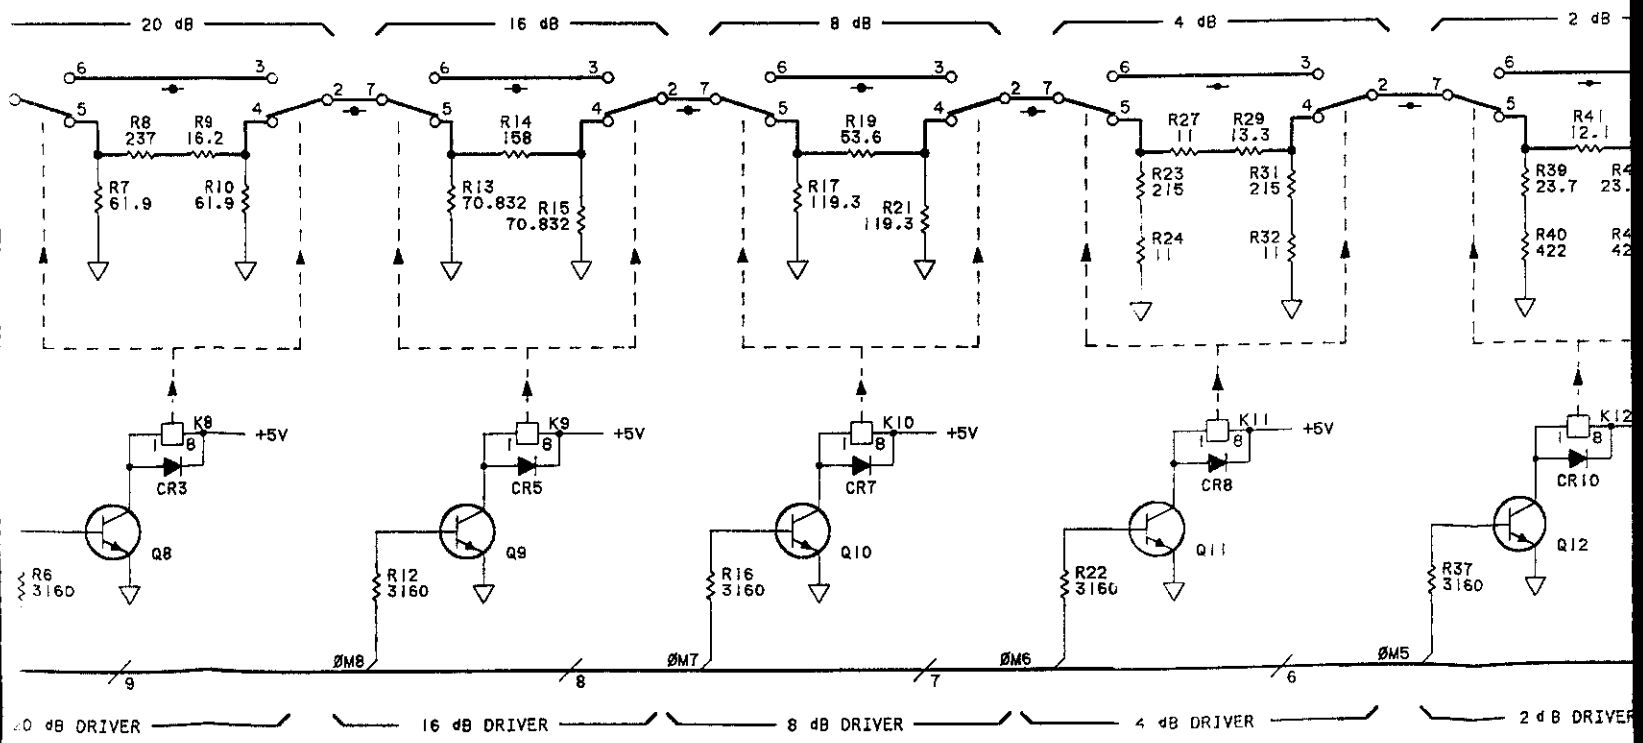 20 dB 16 dB 8 dB 4 dB 2 dB
6 3 6 3 6 3 6 3 6
2 7 2 7 2 7 2 7
5 4 5 4 5 4 5 4 5
R8 237 R9 16.2 R14 158 R19 53.6 R27 11 R29 13.3 R41 12.1
R7 61.9 R10 61.9 R13 70.832 R15 70.832 R17 119.3 R21 119.3 R23 215 R31 215 R39 23.7
R24 11 R32 11 R40 422
K8 K9 K10 K11 K12
1 8 +5V 1 8 +5V 1 8 +5V 1 8 +5V 1 8
CR3 CR5 CR7 CR8 CR10
Q8 Q9 Q10 Q11 Q12
R6 3160 R12 3160 R16 3160 R22 3160 R37 3160
ØM8 ØM7 ØM6 ØM5
9 8 7 6
dB DRIVER 16 dB DRIVER 8 dB DRIVER 4 dB DRIVER 2 dB DRIVER